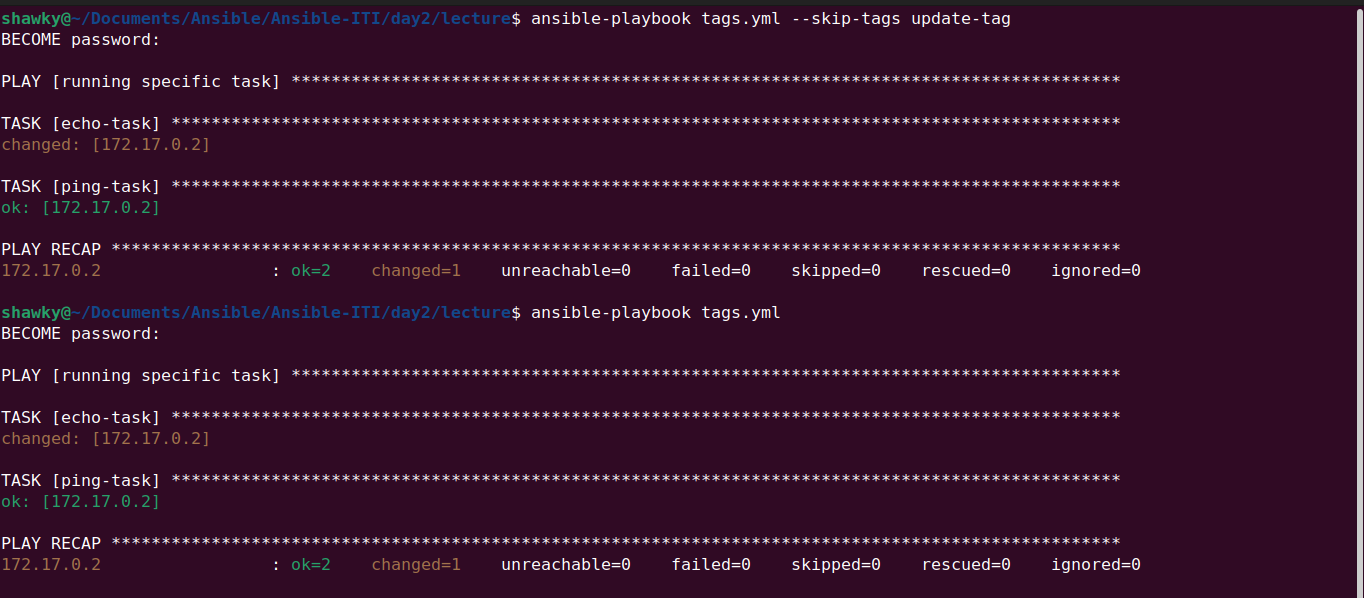 shawky@~/Documents/Ansible/Ansible-ITI/day2/lecture$ ansible-playbook tags.yml --skip-tags update-tag
BECOME password:
PLAY [running specific task] ***********************************************************************************
TASK [echo-task] ***********************************************************************************************
changed: [172.17.0.2]
TASK [ping-task] ***********************************************************************************************
ok: [172.17.0.2]
PLAY RECAP *****************************************************************************************************
172.17.0.2                 : ok=2    changed=1    unreachable=0    failed=0    skipped=0    rescued=0    ignored=0
shawky@~/Documents/Ansible/Ansible-ITI/day2/lecture$ ansible-playbook tags.yml
BECOME password:
PLAY [running specific task] ***********************************************************************************
TASK [echo-task] ***********************************************************************************************
changed: [172.17.0.2]
TASK [ping-task] ***********************************************************************************************
ok: [172.17.0.2]
PLAY RECAP *****************************************************************************************************
172.17.0.2                 : ok=2    changed=1    unreachable=0    failed=0    skipped=0    rescued=0    ignored=0